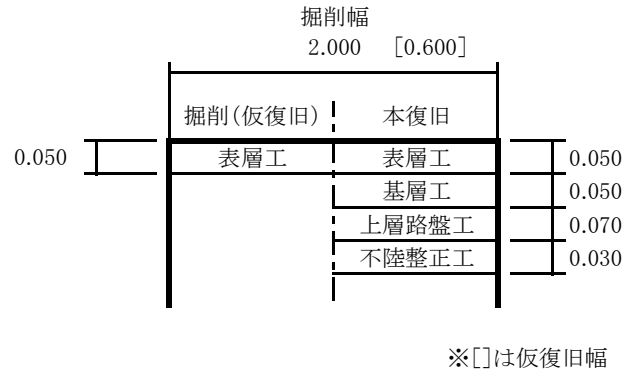 掘削幅
2.000 [0.600]
掘削(仮復旧) 本復旧
0.050 表層工 表層工 0.050
基層工 0.050
上層路盤工 0.070
不陸整正工 0.030
※[]は仮復旧幅